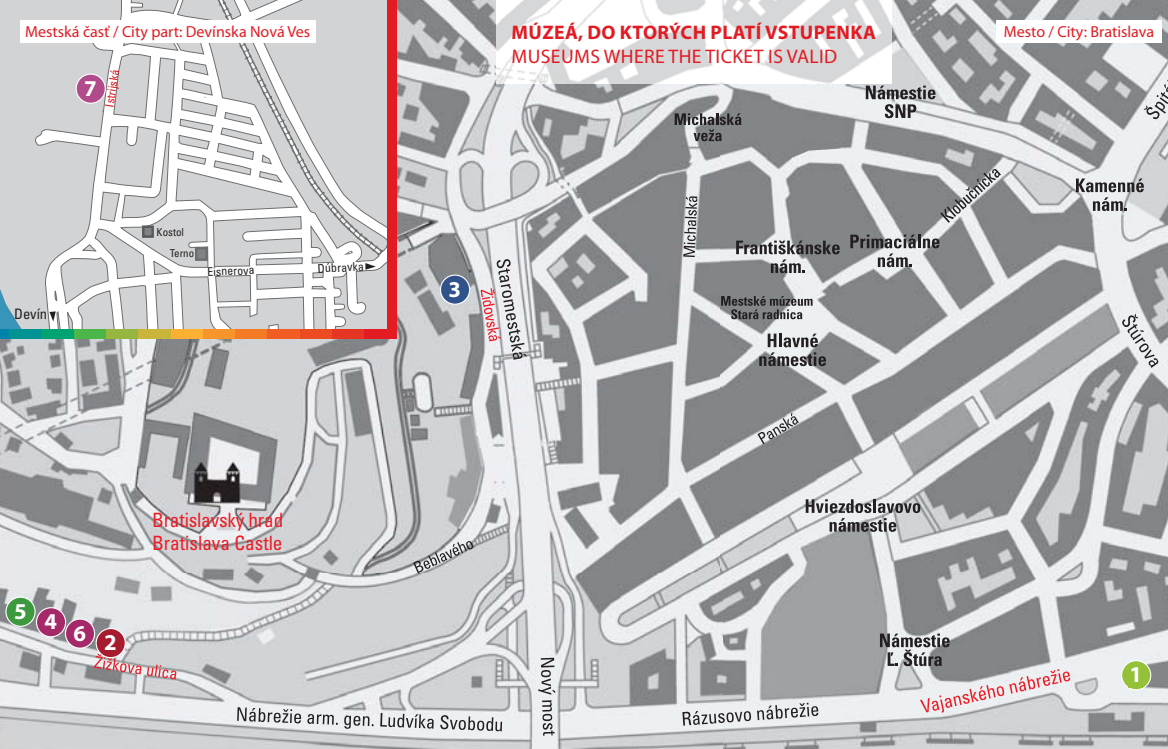 Mestská časť / City part: Devínska Nová Ves
7
Istrijská
Kostol
Terno
Eisnerova
Dúbravka
Devín
MÚZEÁ, DO KTORÝCH PLATÍ VSTUPENKA
MUSEUMS WHERE THE TICKET IS VALID
Mesto / City: Bratislava
Námestie
SNP
Michalská
veža
Kamenné
nám.
Klobučnícka
Michalská
Františkánske
nám.
Primaciálne
nám.
3
Židovská
Staromestská
Mestské múzeum
Stará radnica
Hlavné
námestie
Štúrova
Panská
Hviezdoslavovo
námestie
Bratislavský hrad
Bratislava Castle
Beblavého
5
4
6
2
Žižkova ulica
Námestie
Ľ. Štúra
1
Vajanského nábrežie
Nový most
Nábrežie arm. gen. Ludvíka Svobodu
Rázusovo nábrežie